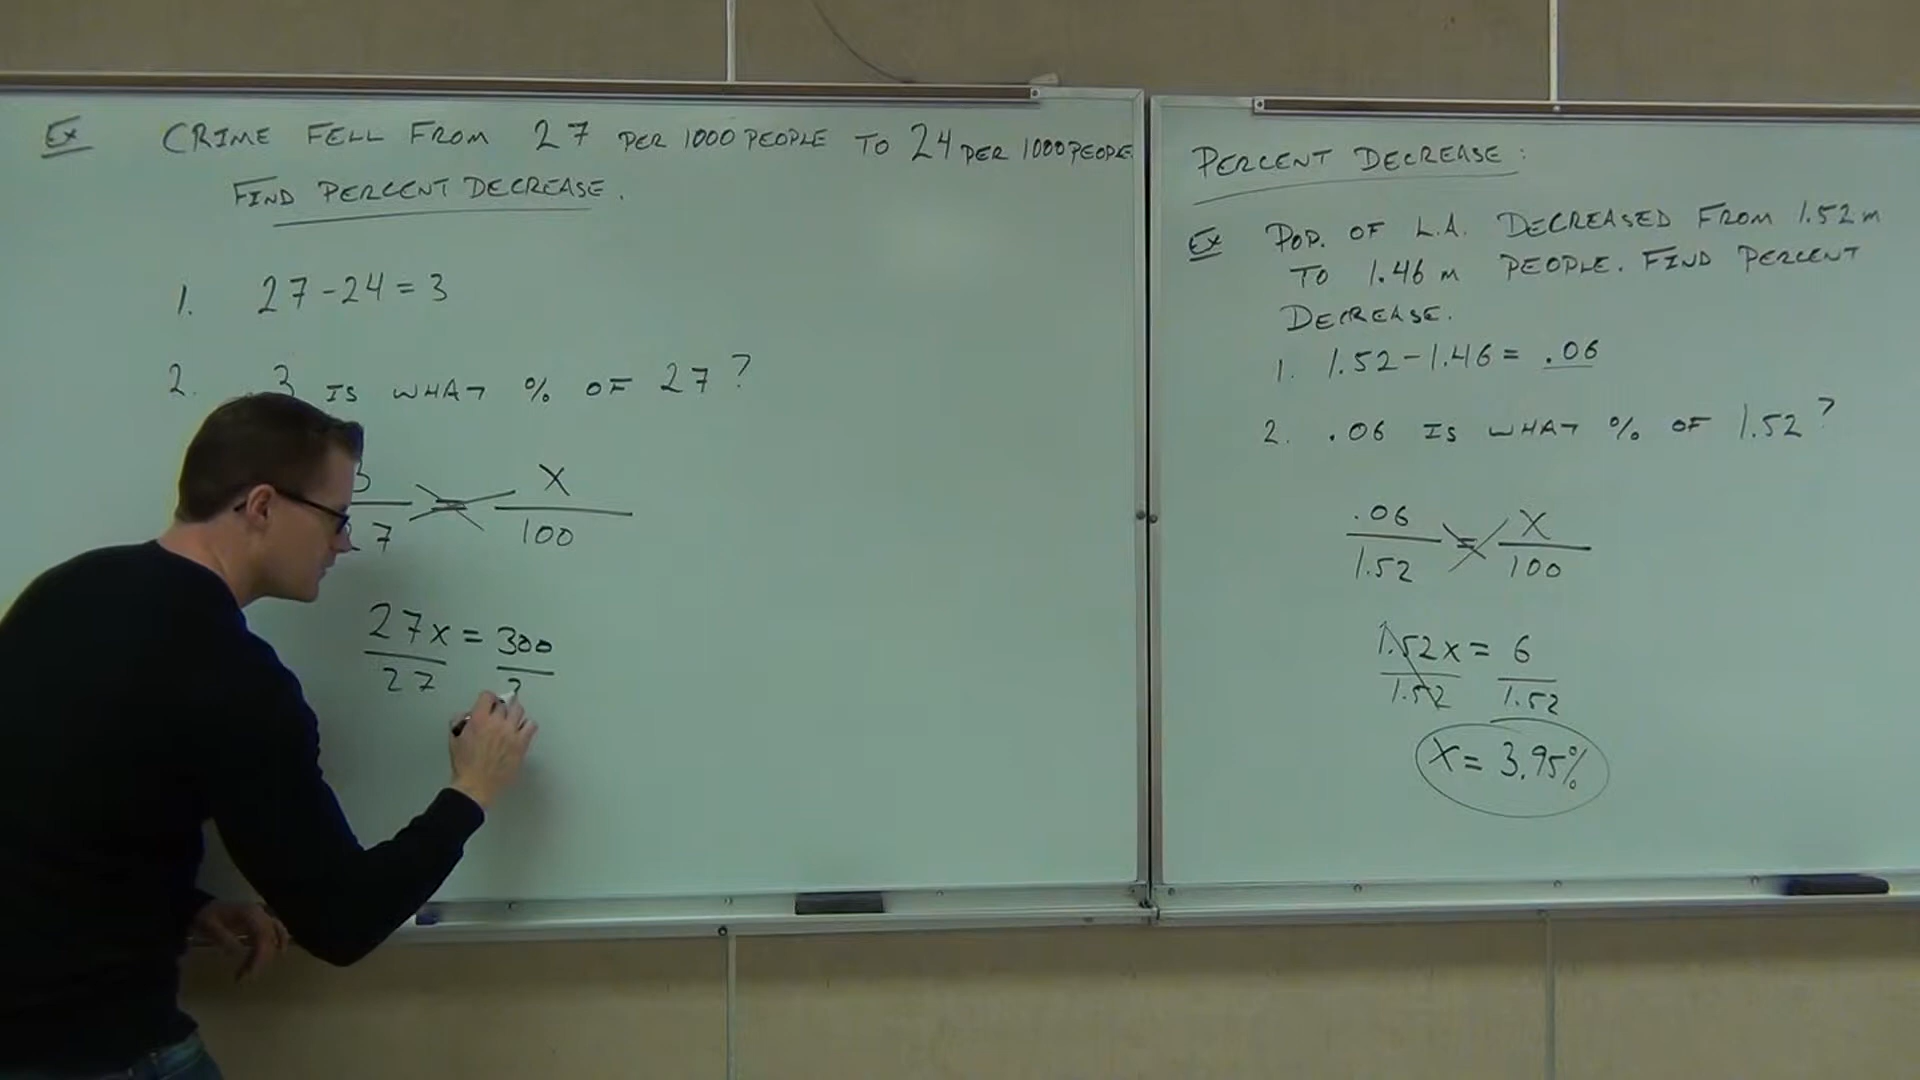 Ex CRIME FELL FROM 27 PER 1000 PEOPLE TO 24 PER 1000 PEOPLE.
FIND PERCENT DECREASE.
1. 27-24=3
2. 3 IS WHAT % OF 27?
3 = X
27 100
27x = 300
27 2
PERCENT DECREASE:
Ex POP. OF L.A. DECREASED FROM 1.52 m
TO 1.46 m PEOPLE. FIND PERCENT
DECREASE.
1. 1.52-1.46= .06
2. .06 IS WHAT % OF 1.52?
.06 = X
1.52 100
1.52x = 6
1.52 1.52
X = 3.95%